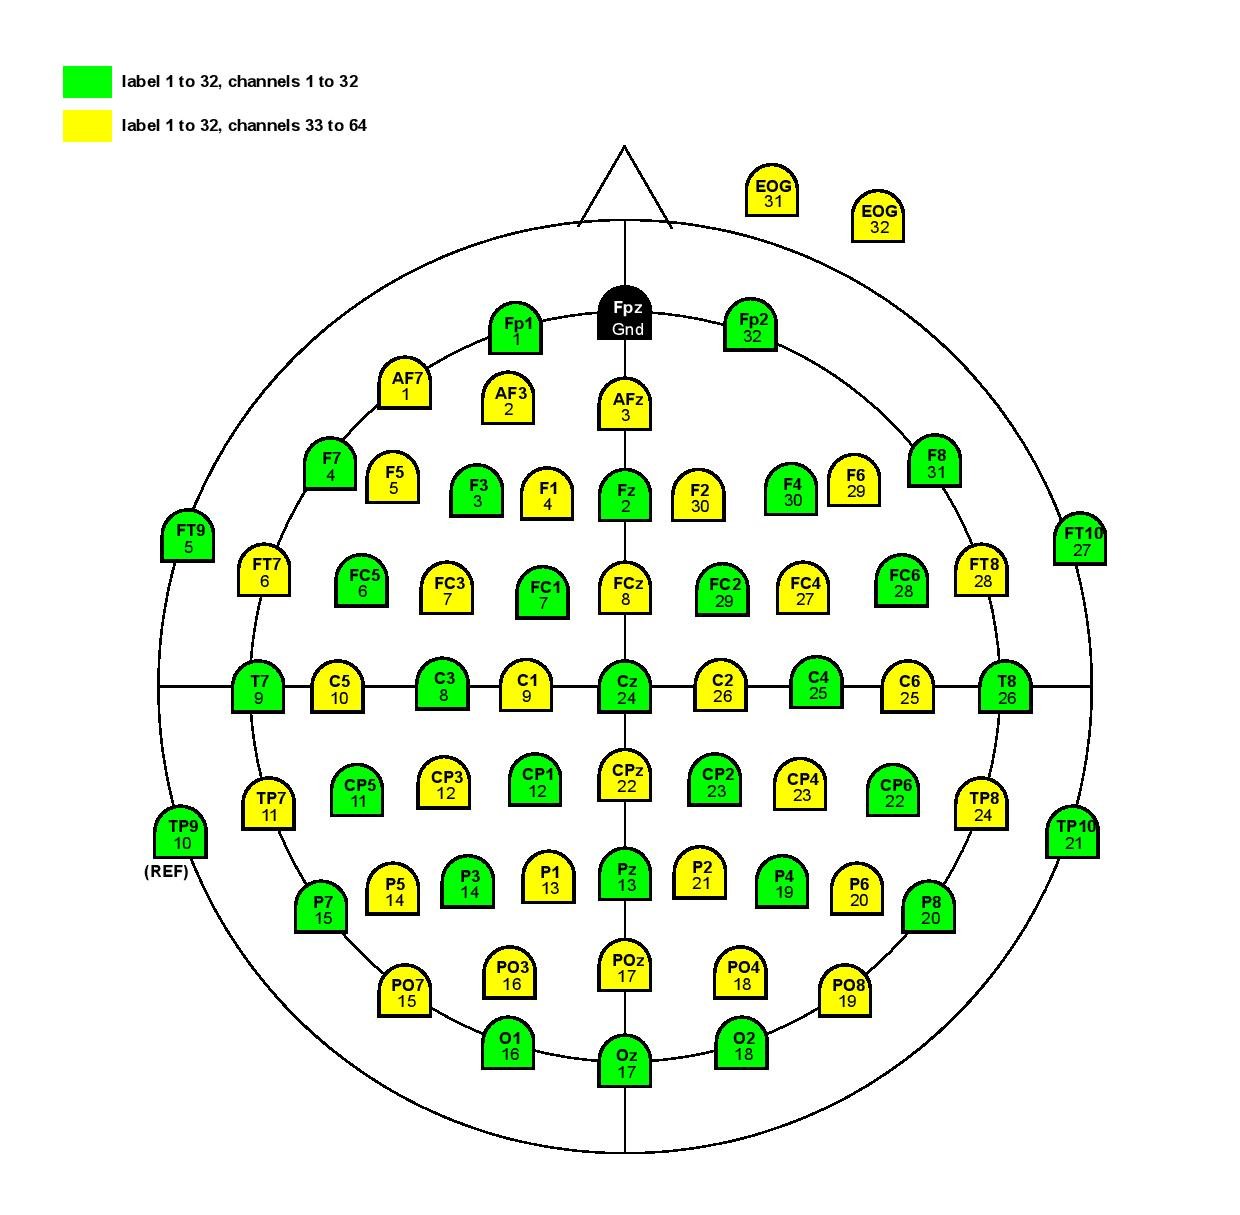 label 1 to 32, channels 1 to 32
label 1 to 32, channels 33 to 64
EOG
31
EOG
32
Fp1
1
Fpz
Gnd
Fp2
32
AF7
1
AF3
2
AFz
3
F7
4
F5
5
F3
3
F1
4
Fz
2
F2
30
F4
30
F6
29
F8
31
FT9
5
FT7
6
FC5
6
FC3
7
FC1
7
FCz
8
FC2
29
FC4
27
FC6
28
FT8
28
FT10
27
T7
9
C5
10
C3
8
C1
9
Cz
24
C2
26
C4
25
C6
25
T8
26
TP9
10
(REF)
TP7
11
CP5
11
CP3
12
CP1
12
CPz
22
CP2
23
CP4
23
CP6
22
TP8
24
TP10
21
P7
15
P5
14
P3
14
P1
13
Pz
13
P2
21
P4
19
P6
20
P8
20
PO7
15
PO3
16
POz
17
PO4
18
PO8
19
O1
16
Oz
17
O2
18